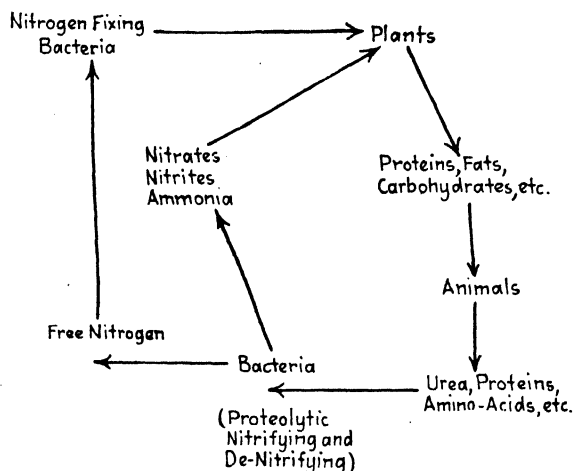 Nitrogen Fixing
Bacteria
Plants
Nitrates
Nitrites
Ammonia
Proteins, Fats,
Carbohydrates, etc.
Animals
Free Nitrogen
Bacteria
Urea, Proteins,
Amino-Acids, etc.
(Proteolytic
Nitrifying and
De-Nitrifying)